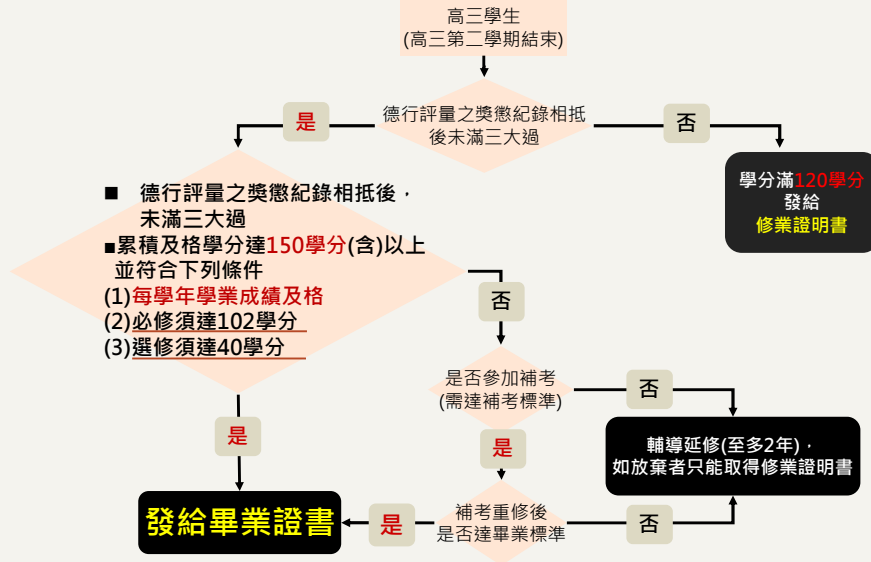 高三學生
(高三第二學期結束)
德行評量之獎懲紀錄相抵
後未滿三大過
是
否
學分滿120學分
發給
修業證明書
■ 德行評量之獎懲紀錄相抵後，
未滿三大過
■累積及格學分達150學分(含)以上
並符合下列條件
(1)每學年學業成績及格
(2)必修須達102學分
(3)選修須達40學分
否
是否參加補考
(需達補考標準)
否
是
是
輔導延修(至多2年)，
如放棄者只能取得修業證明書
發給畢業證書
是
補考重修後
是否達畢業標準
否